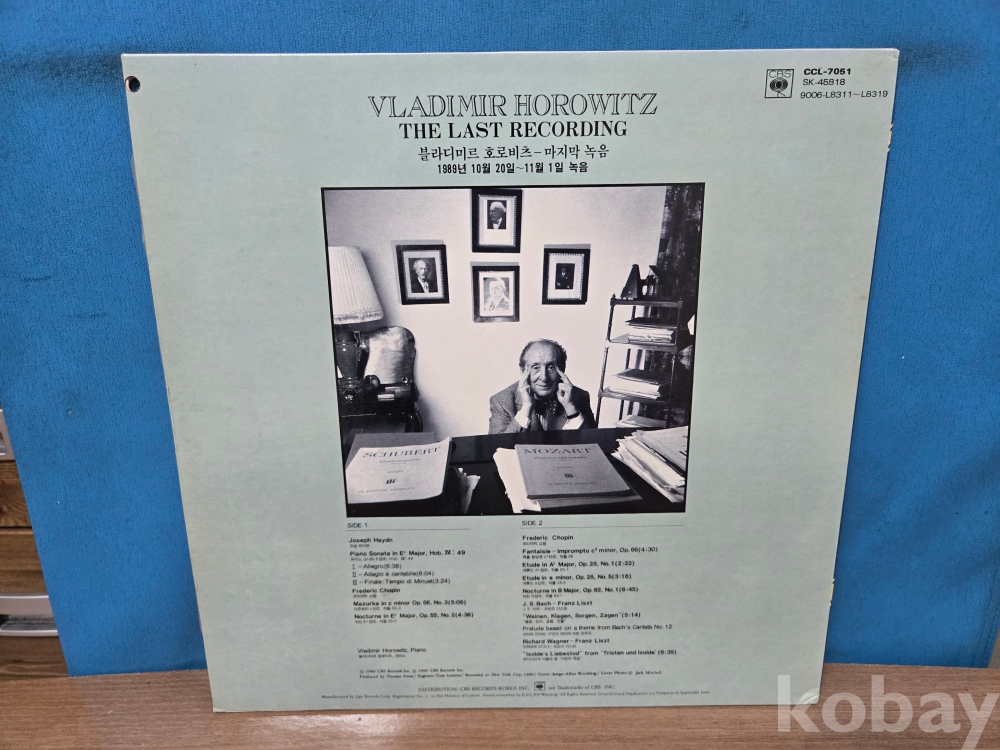 CBS
CCL-7051
SK-45818
9006-L8311~L8319
VLADIMIR HOROWITZ
THE LAST RECORDING
블라디미르 호로비츠-마지막 녹음
1989년 10월 20일~11월 1일 녹음
SCHUBERT
MOZART
SIDE 1
Joseph Haydn
Piano Sonata in E♭ Major, Hob, XVI: 49
I-Allegro(6:38)
II-Adagio e cantabile(8:04)
III-Finale: Tempo di Minuet(3:24)
Frederic Chopin
Mazurka in c minor Op. 56, No. 3(5:05)
Nocturne in E♭ Major, Op. 55, No. 2(4:36)
Vladimir Horowitz, Piano
SIDE 2
Frederic Chopin
Fantaisie-Impromptu c# minor, Op. 66(4:30)
Etude in A♭ Major, Op. 25, No. 1(2:22)
Etude in e minor, Op. 25, No. 5(3:16)
Nocturne in B Major, Op. 62, No. 1(6:45)
J. S. Bach-Franz Liszt
"Weinen, Klagen, Sorgen, Zagen"(5:14)
Prelude based on a theme from Bach's Cantata No. 12
Richard Wagner-Franz Liszt
"Isolde's Liebestod" from 'Tristan und Isolde'(6:35)
DISTRIBUTION: CBS RECORDS KOREA INC. are Trademarks of CBS INC.
kobay